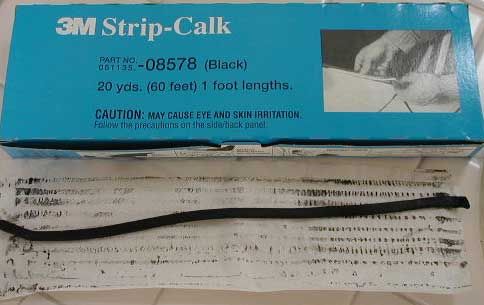 3M Strip-Calk
PART NO.
051135.-08578 (Black)
20 yds. (60 feet) 1 foot lengths.
CAUTION: MAY CAUSE EYE AND SKIN IRRITATION.
Follow the precautions on the side/back panel.